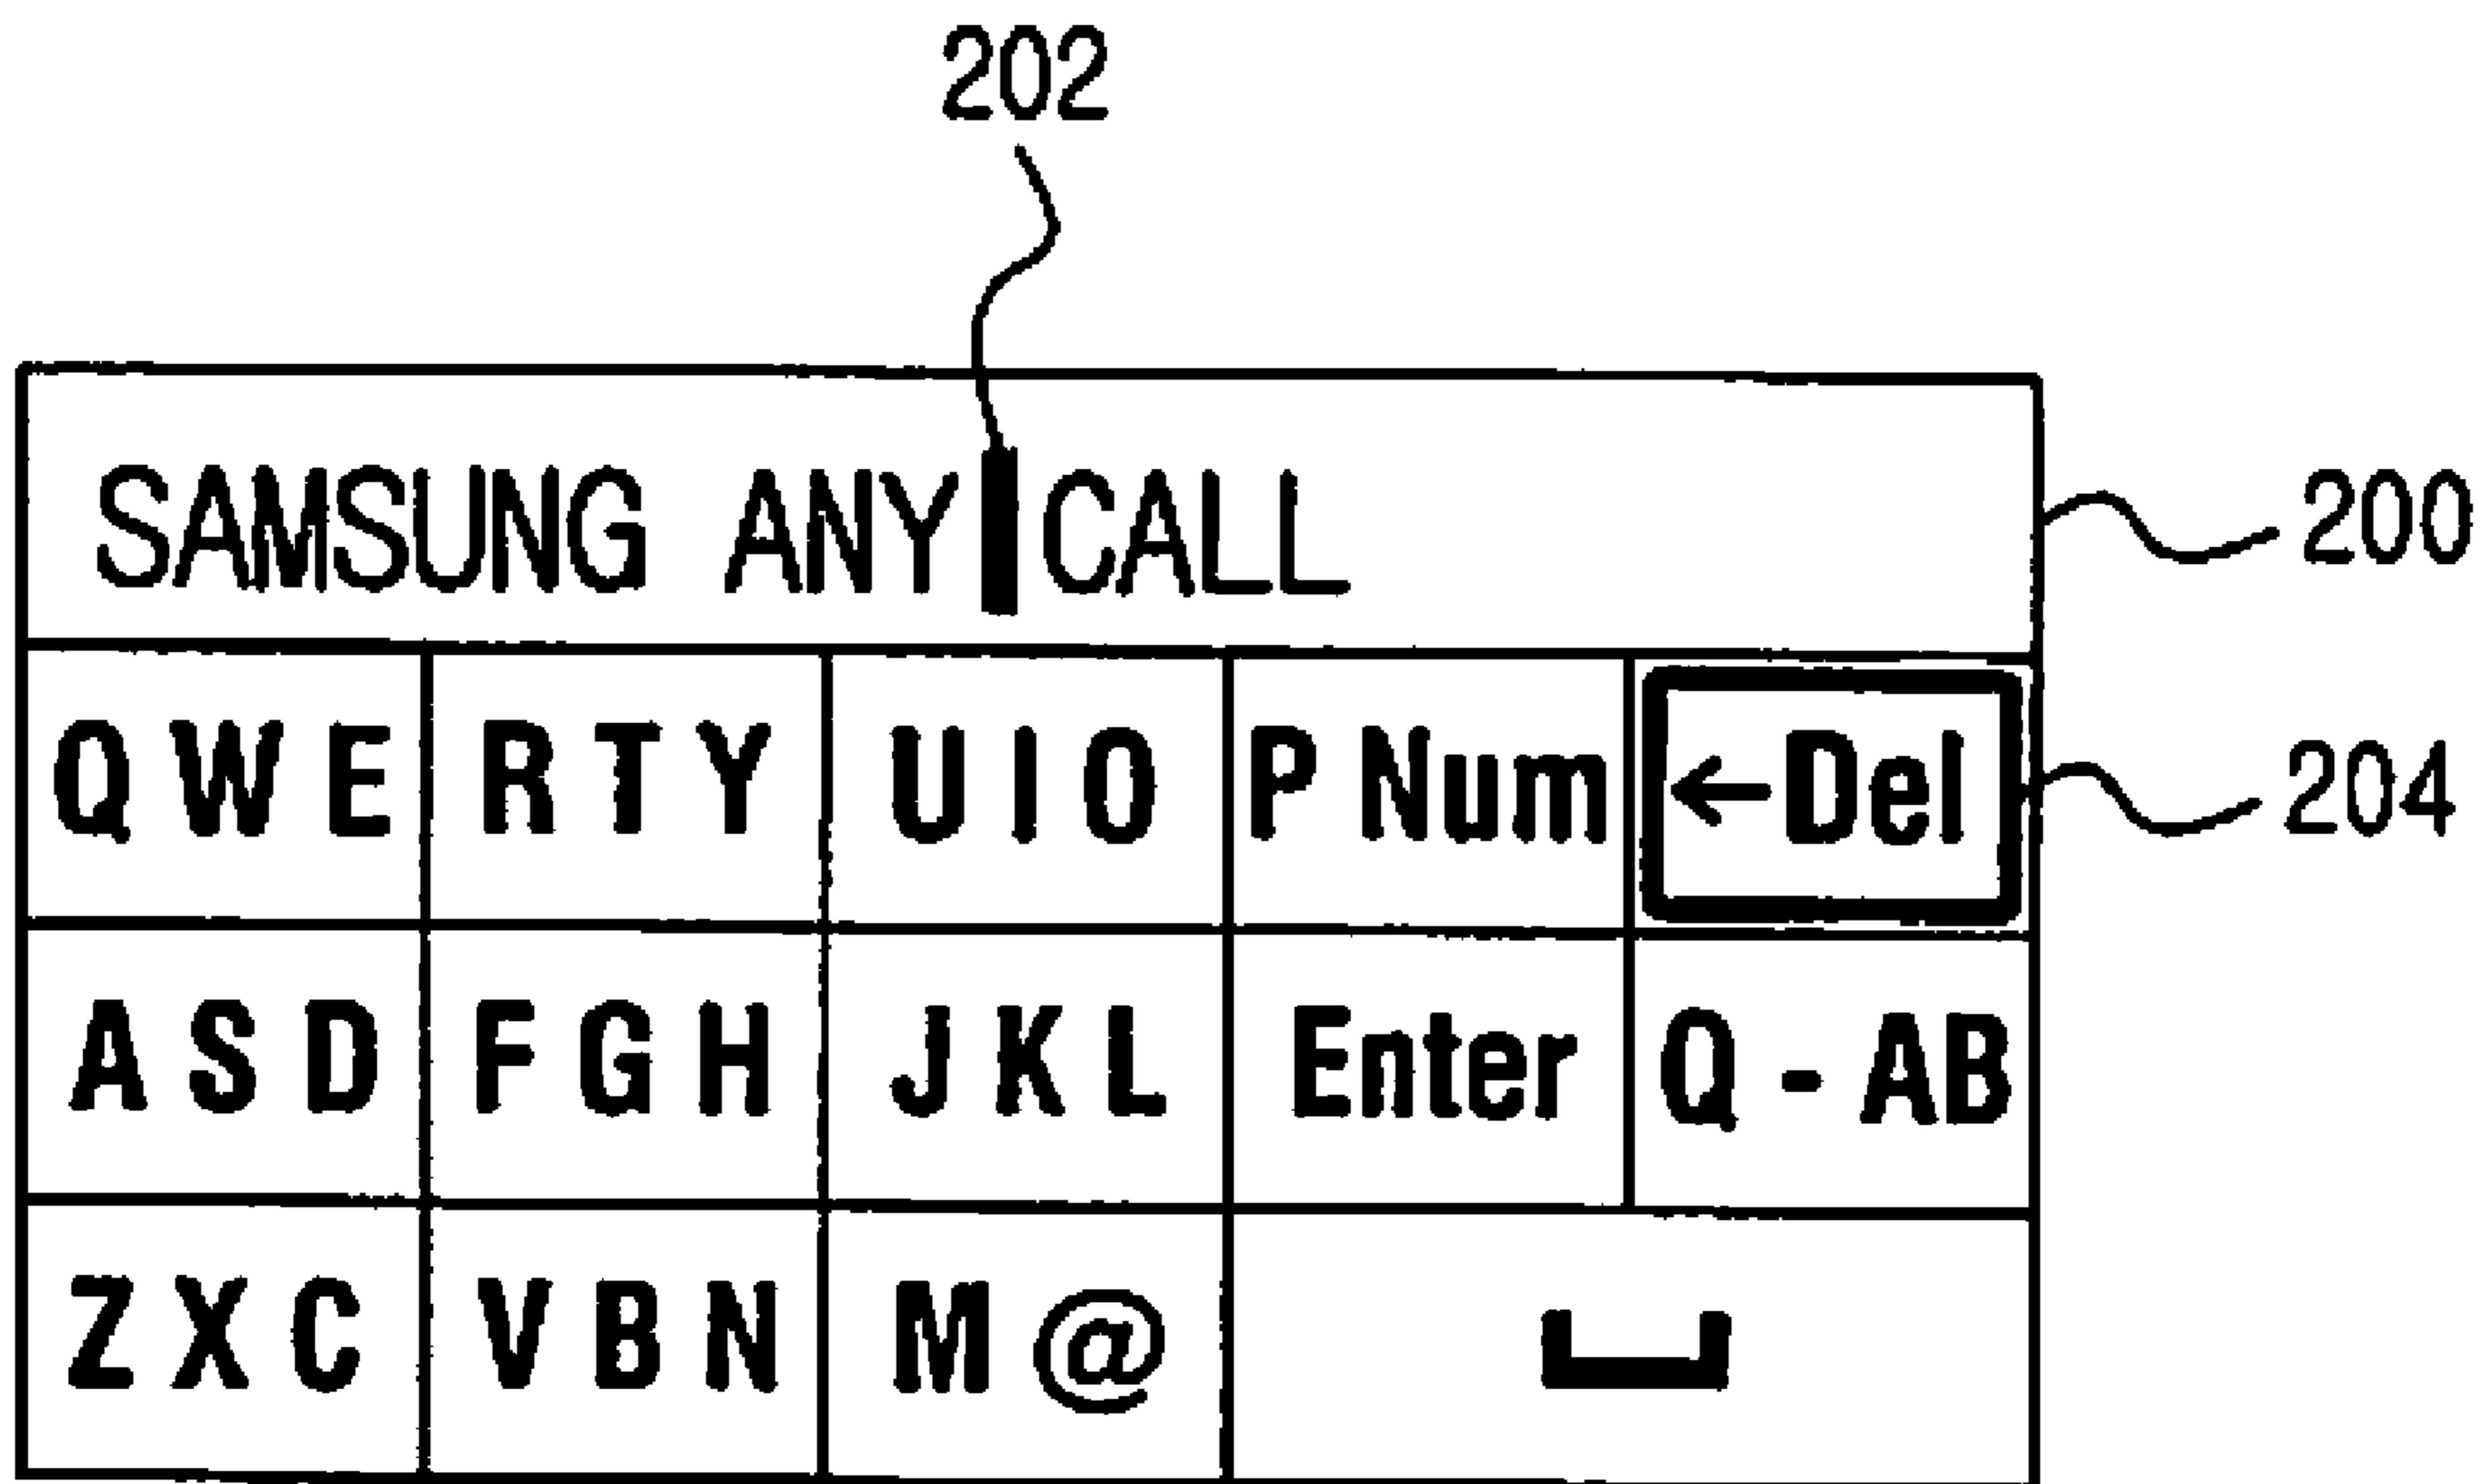 202
SAMSUNG ANY CALL 200
Q W E R T Y U I O P Num ←Del 204
A S D F G H J K L Enter Q - AB
Z X C V B N M @